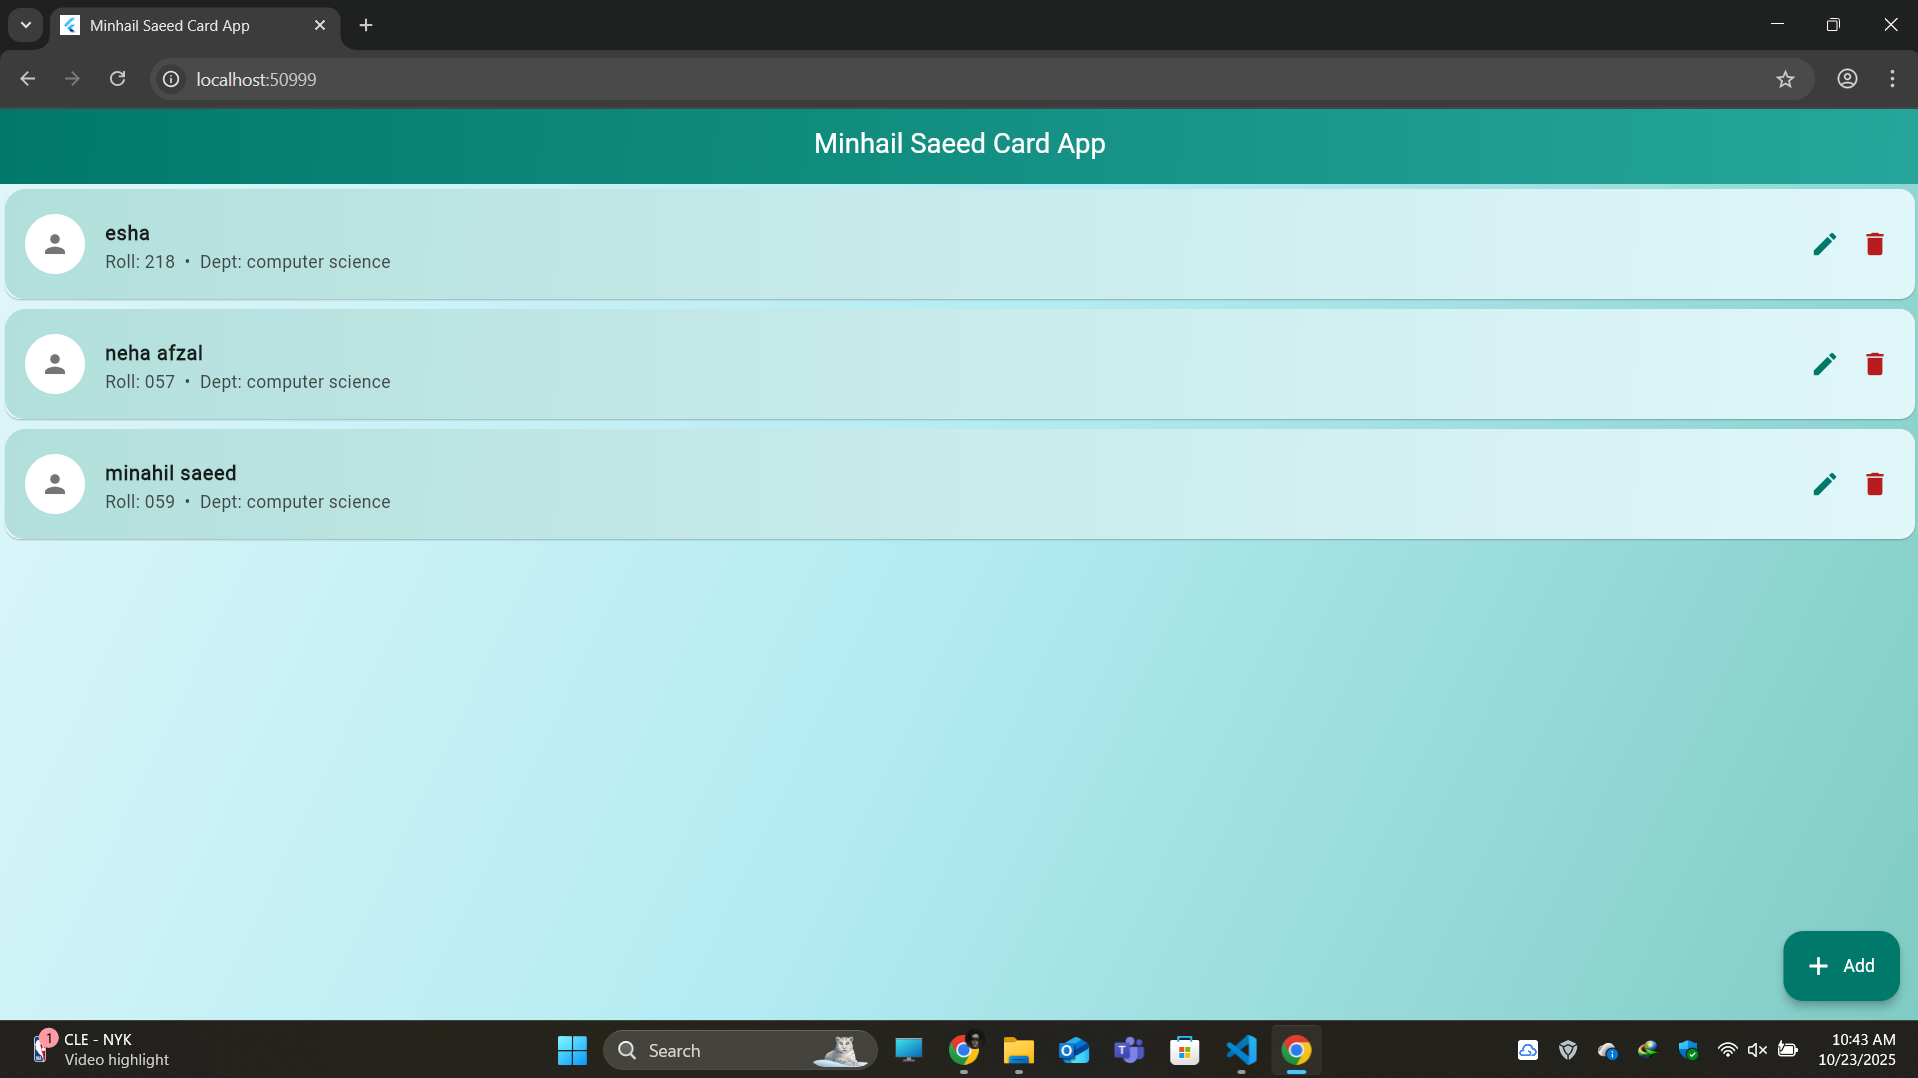 Minhail Saeed Card App
localhost:50999
Minhail Saeed Card App
esha
Roll: 218 • Dept: computer science
neha afzal
Roll: 057 • Dept: computer science
minahil saeed
Roll: 059 • Dept: computer science
Add
1
CLE - NYK
Video highlight
Search
10:43 AM
10/23/2025